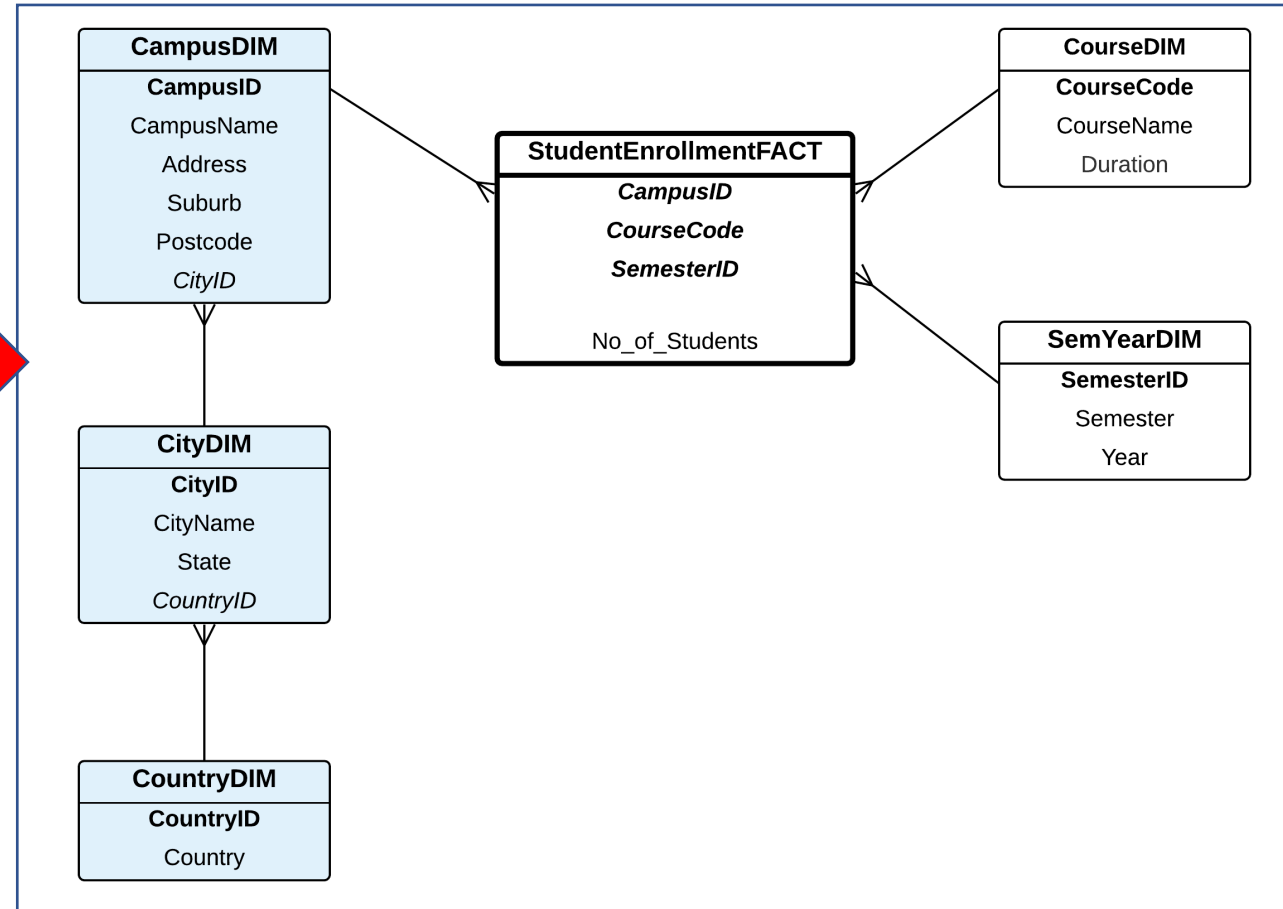 CampusDIM
CampusID
CampusName
Address
Suburb
Postcode
CityID
CityDIM
CityID
CityName
State
CountryID
CountryDIM
CountryID
Country
StudentEnrollmentFACT
CampusID
CourseCode
SemesterID
No_of_Students
CourseDIM
CourseCode
CourseName
Duration
SemYearDIM
SemesterID
Semester
Year